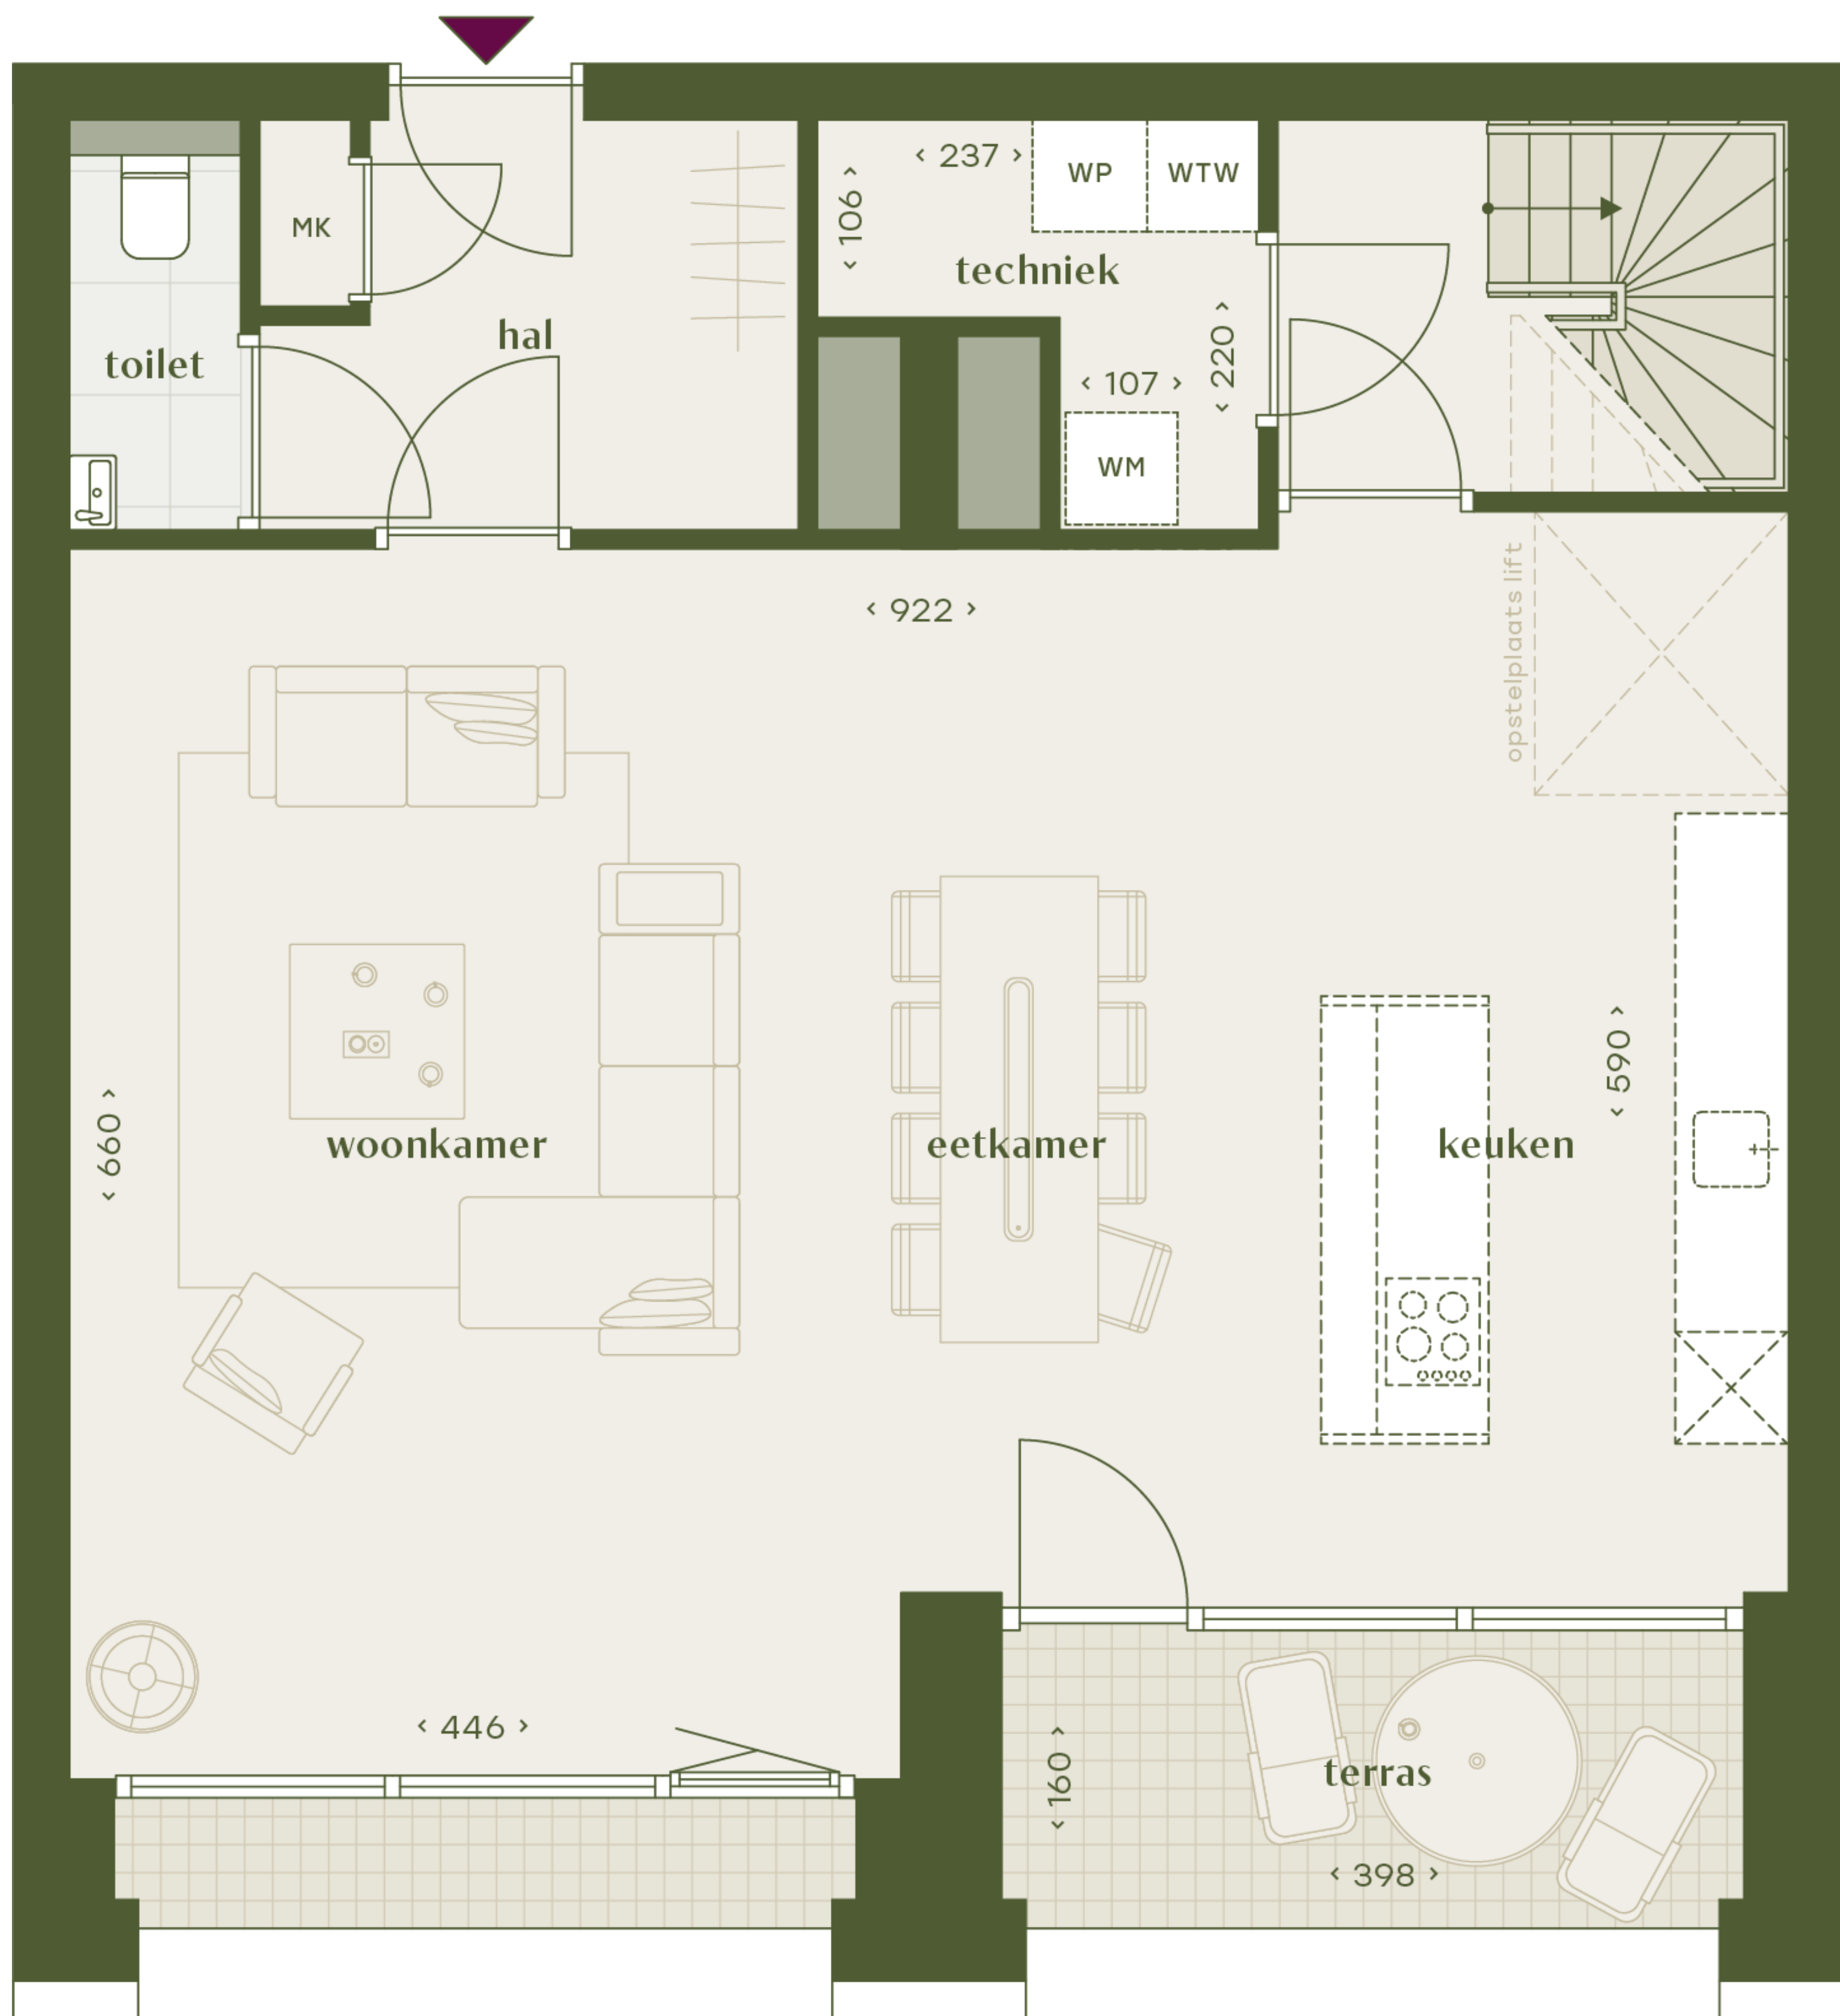 237
WP
WTW
106
MK
techniek
hal
toilet
220
107
WM
922
opstelplaats lift
590
660
woonkamer
eetkamer
keuken
446
160
terras
398